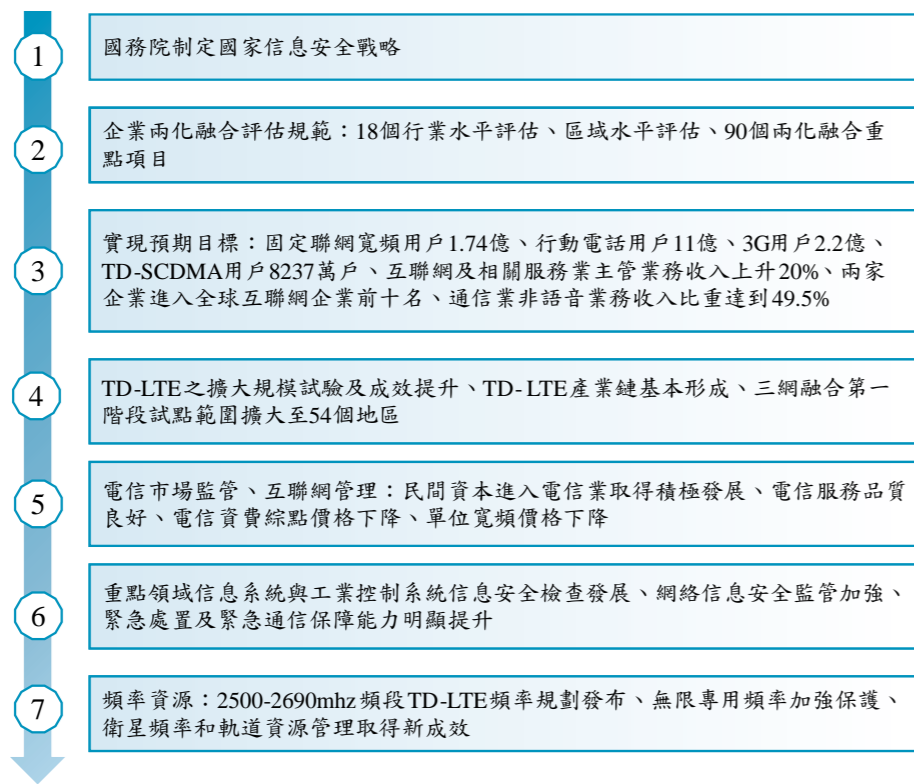 1
國務院制定國家信息安全戰略
2
企業兩化融合評估規範：18個行業水平評估、區域水平評估、90個兩化融合重
點項目
3
實現預期目標：固定聯網寬頻用戶1.74億、行動電話用戶11億、3G用戶2.2億、
TD-SCDMA用戶8237萬戶、互聯網及相關服務業主管業務收入上升20%、兩家
企業進入全球互聯網企業前十名、通信業非語音業務收入比重達到49.5%
4
TD-LTE之擴大規模試驗及成效提升、TD-LTE產業鏈基本形成、三網融合第一
階段試點範圍擴大至54個地區
5
電信市場監管、互聯網管理：民間資本進入電信業取得積極發展、電信服務品質
良好、電信資費綜點價格下降、單位寬頻價格下降
6
重點領域信息系統與工業控制系統信息安全檢查發展、網絡信息安全監管加強、
緊急處置及緊急通信保障能力明顯提升
7
頻率資源：2500-2690mhz頻段TD-LTE頻率規劃發布、無限專用頻率加強保護、
衛星頻率和軌道資源管理取得新成效